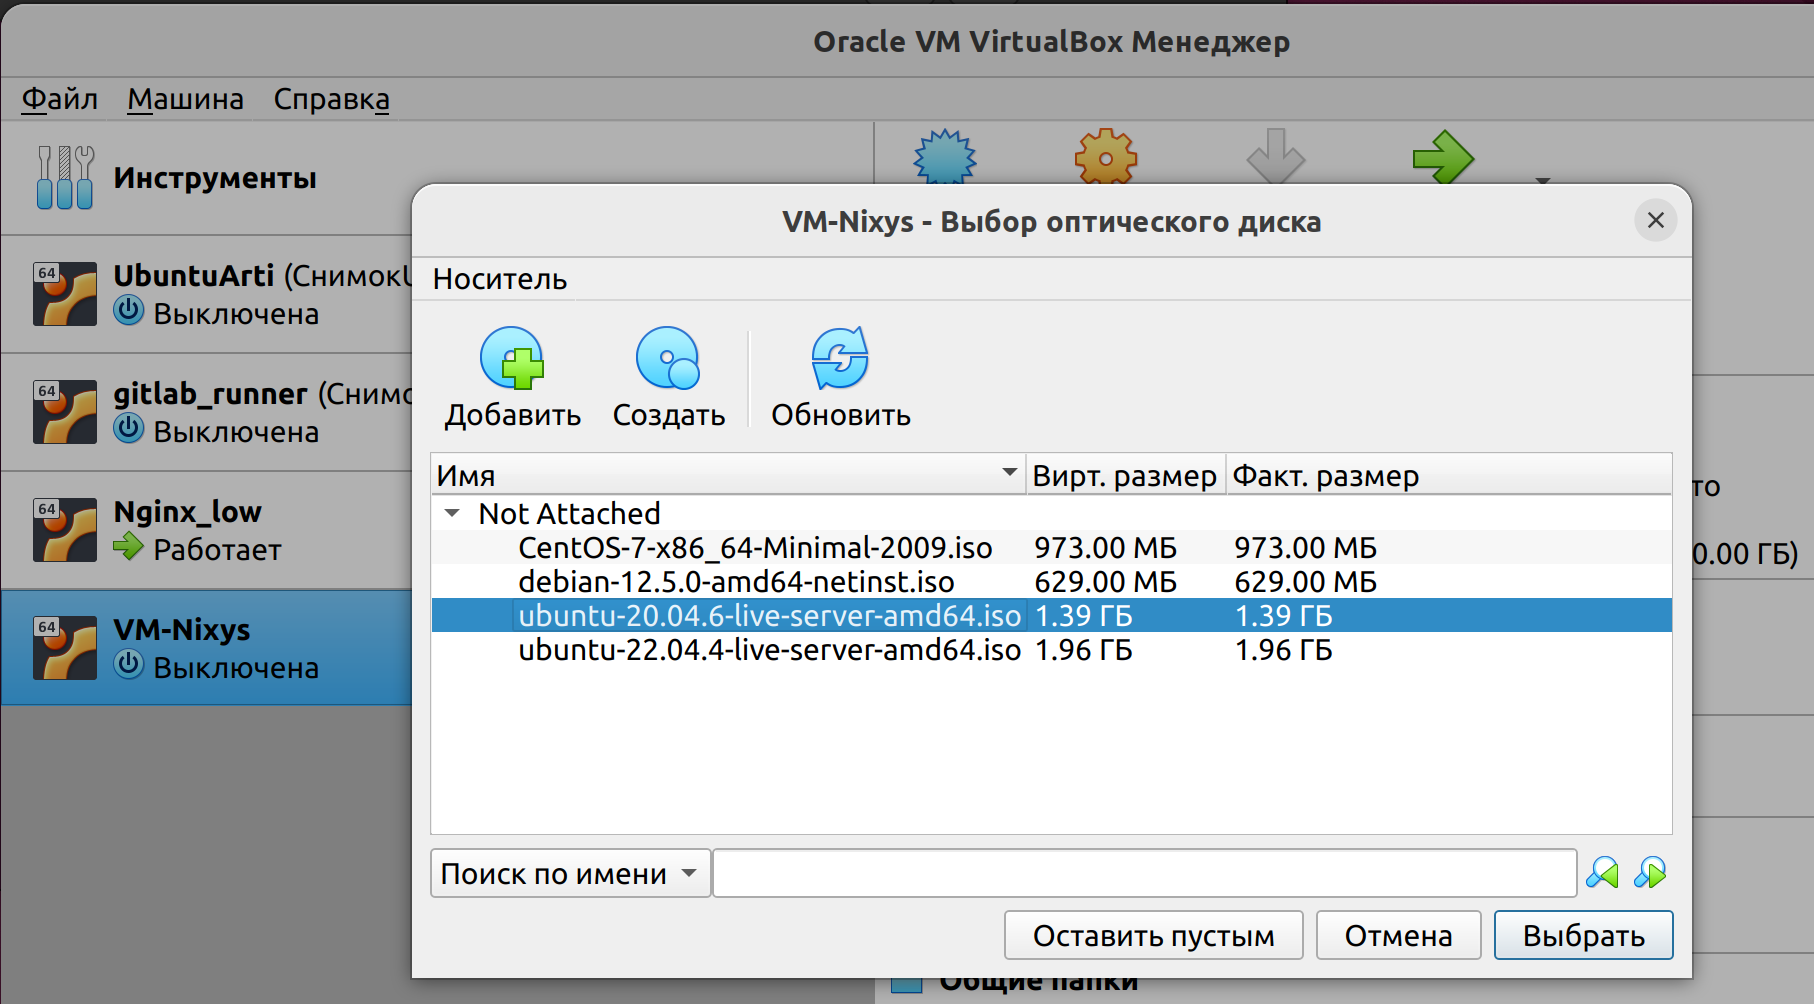 Oracle VM VirtualBox Менеджер
Файл Машина Справка
Инструменты
64
UbuntuArti (Снимок
Выключена
64
gitlab_runner (Снимо
Выключена
64
Nginx_low
Работает
64
VM-Nixys
Выключена
VM-Nixys - Выбор оптического диска
Носитель
Добавить Создать Обновить
Имя Вирт. размер Факт. размер
Not Attached
CentOS-7-x86_64-Minimal-2009.iso 973.00 МБ 973.00 МБ
debian-12.5.0-amd64-netinst.iso 629.00 МБ 629.00 МБ
ubuntu-20.04.6-live-server-amd64.iso 1.39 ГБ 1.39 ГБ
ubuntu-22.04.4-live-server-amd64.iso 1.96 ГБ 1.96 ГБ
Поиск по имени
Оставить пустым Отмена Выбрать
то
0.00 ГБ)
Общие папки